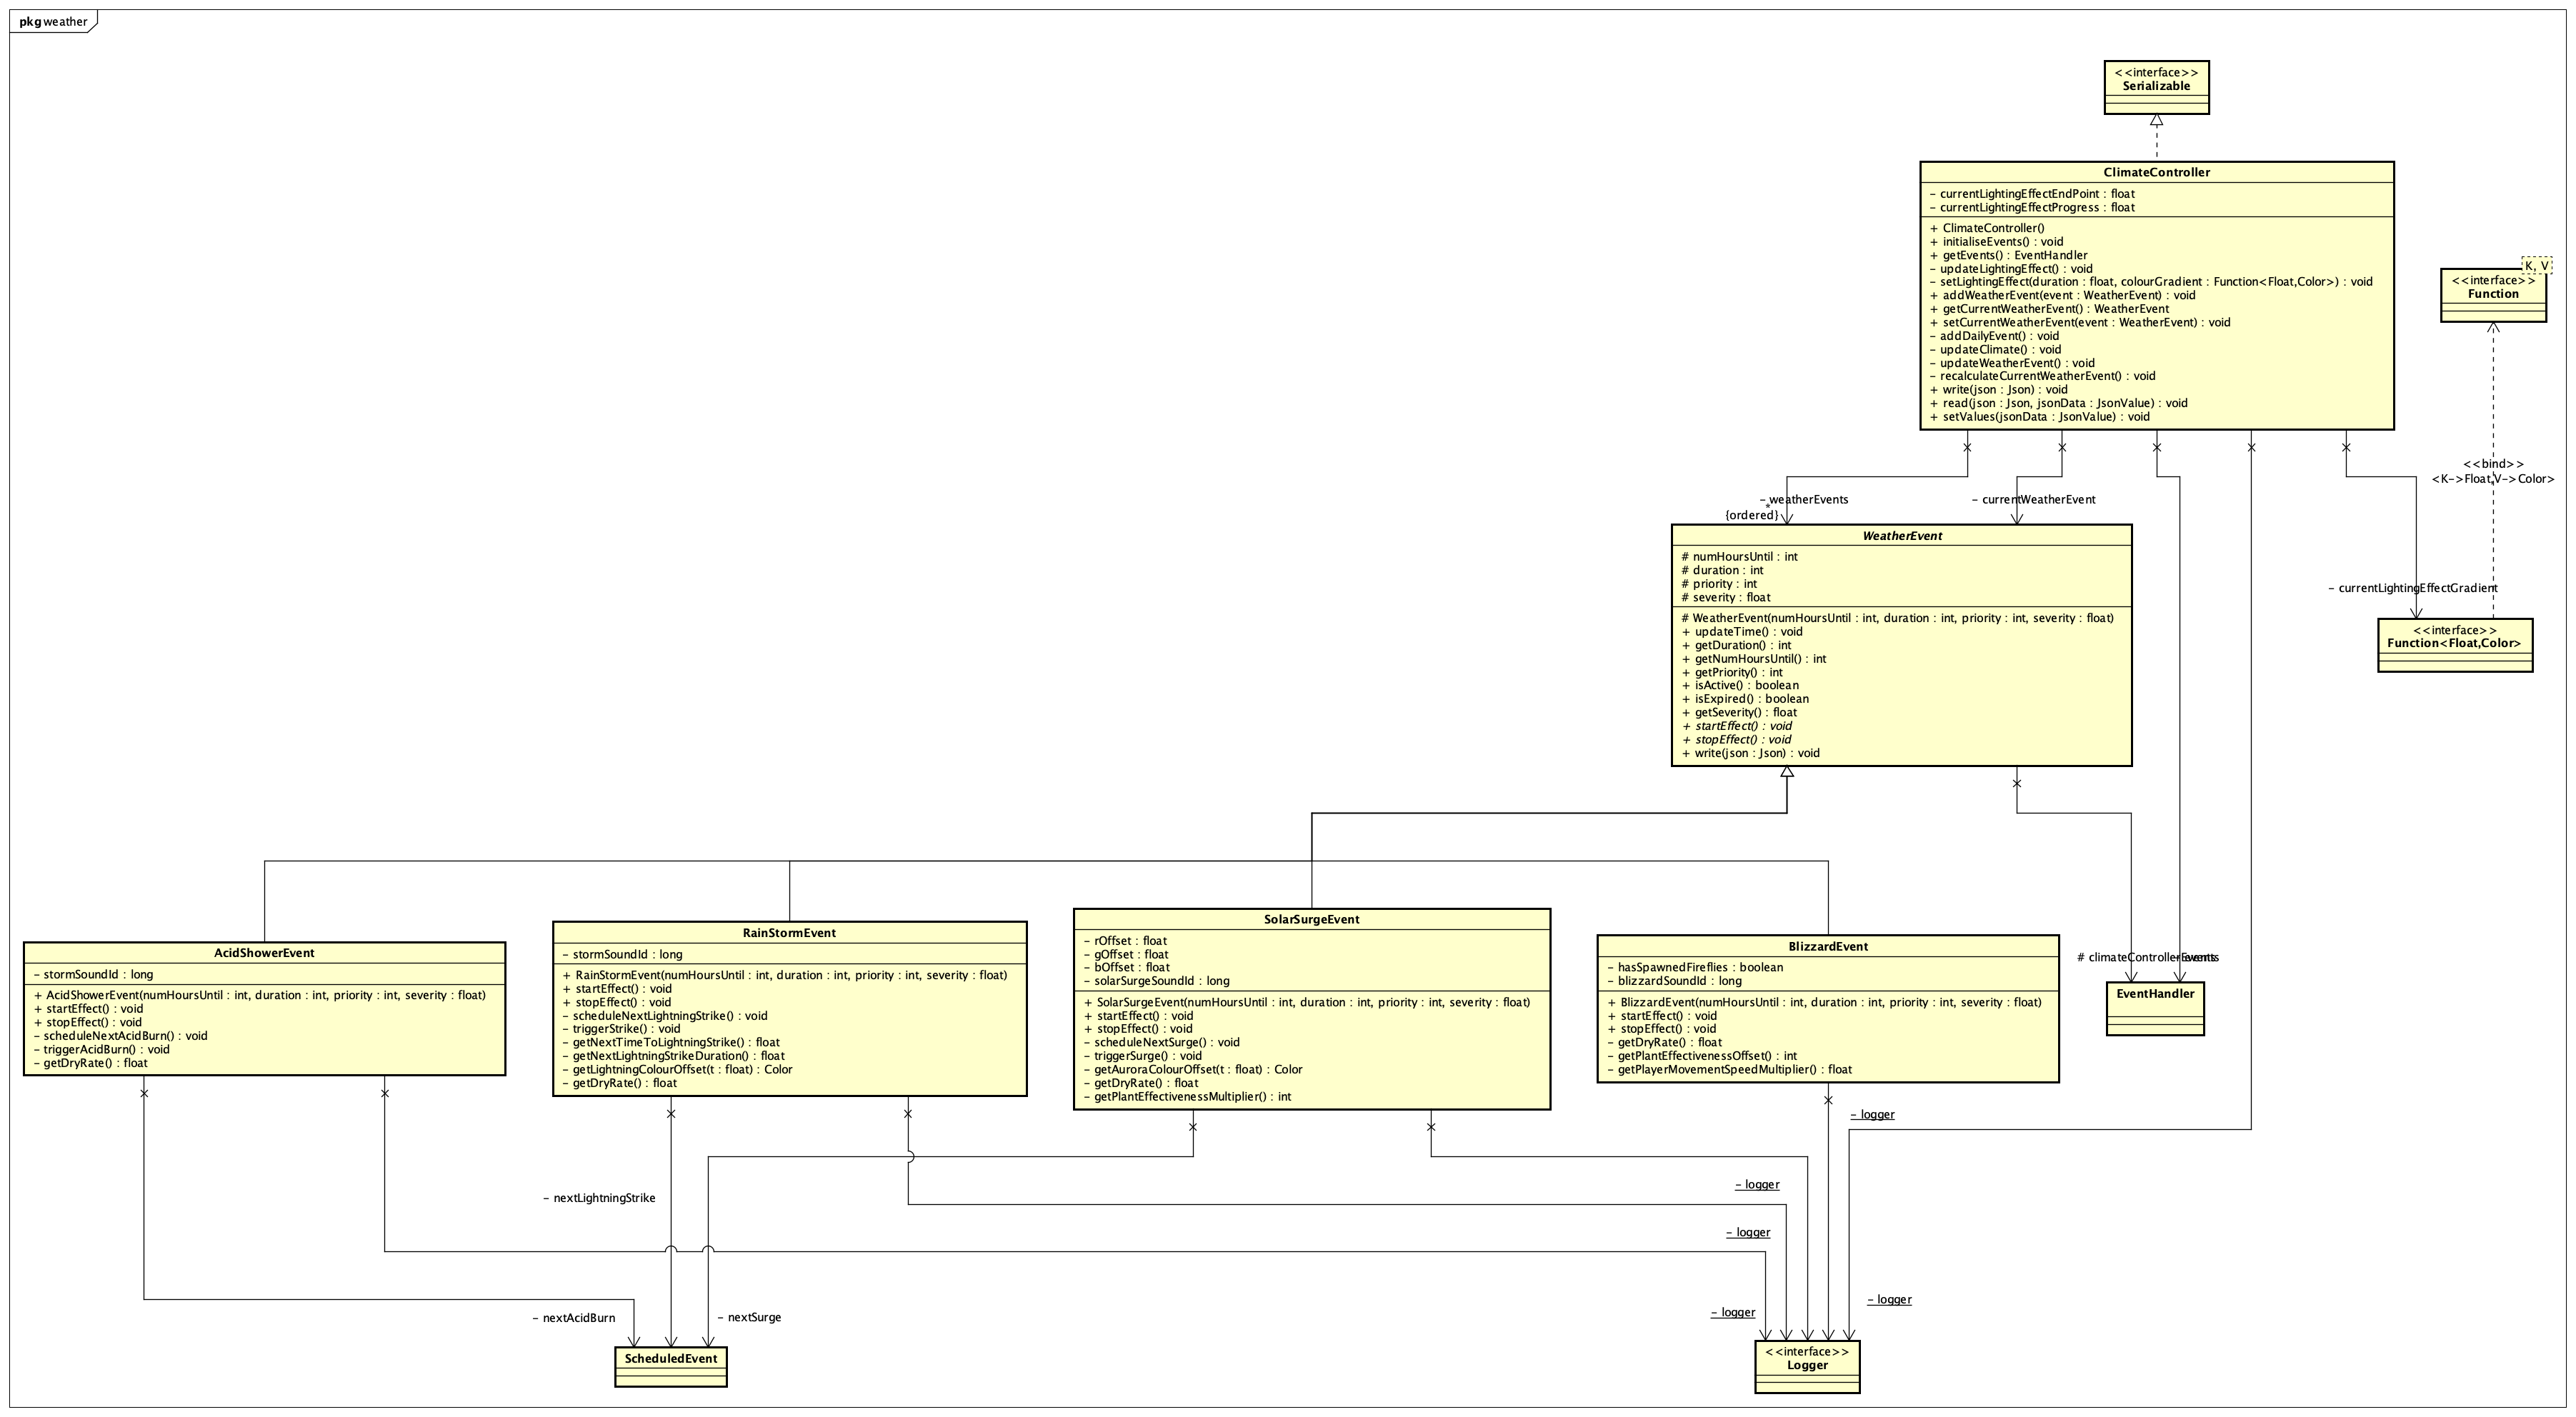 pkg weather
<<interface>>
Serializable
ClimateController
- currentLightingEffectEndPoint : float
- currentLightingEffectProgress : float
+ ClimateController()
+ initialiseEvents() : void
+ getEvents() : EventHandler
- updateLightingEffect() : void
- setLightingEffect(duration : float, colourGradient : Function<Float,Color>) : void
+ addWeatherEvent(event : WeatherEvent) : void
+ getCurrentWeatherEvent() : WeatherEvent
+ setCurrentWeatherEvent(event : WeatherEvent) : void
- addDailyEvent() : void
- updateClimate() : void
- updateWeatherEvent() : void
- recalculateCurrentWeatherEvent() : void
+ write(json : Json) : void
+ read(json : Json, jsonData : JsonValue) : void
+ setValues(jsonData : JsonValue) : void
K, V
<<interface>>
Function
<<bind>>
<K->Float,V->Color>
- weatherEvents
*
{ordered}
- currentWeatherEvent
- currentLightingEffectGradient
<<interface>>
Function<Float,Color>
WeatherEvent
# numHoursUntil : int
# duration : int
# priority : int
# severity : float
# WeatherEvent(numHoursUntil : int, duration : int, priority : int, severity : float)
+ updateTime() : void
+ getDuration() : int
+ getNumHoursUntil() : int
+ getPriority() : int
+ isActive() : boolean
+ isExpired() : boolean
+ getSeverity() : float
+ startEffect() : void
+ stopEffect() : void
+ write(json : Json) : void
AcidShowerEvent
- stormSoundId : long
+ AcidShowerEvent(numHoursUntil : int, duration : int, priority : int, severity : float)
+ startEffect() : void
+ stopEffect() : void
- scheduleNextAcidBurn() : void
- triggerAcidBurn() : void
- getDryRate() : float
RainStormEvent
- stormSoundId : long
+ RainStormEvent(numHoursUntil : int, duration : int, priority : int, severity : float)
+ startEffect() : void
+ stopEffect() : void
- scheduleNextLightningStrike() : void
- triggerStrike() : void
- getNextTimeToLightningStrike() : float
- getNextLightningStrikeDuration() : float
- getLightningColourOffset(t : float) : Color
- getDryRate() : float
SolarSurgeEvent
- rOffset : float
- gOffset : float
- bOffset : float
- solarSurgeSoundId : long
+ SolarSurgeEvent(numHoursUntil : int, duration : int, priority : int, severity : float)
+ startEffect() : void
+ stopEffect() : void
- scheduleNextSurge() : void
- triggerSurge() : void
- getAuroraColourOffset(t : float) : Color
- getDryRate() : float
- getPlantEffectivenessMultiplier() : int
BlizzardEvent
- hasSpawnedFireflies : boolean
- blizzardSoundId : long
+ BlizzardEvent(numHoursUntil : int, duration : int, priority : int, severity : float)
+ startEffect() : void
+ stopEffect() : void
- getDryRate() : float
- getPlantEffectivenessOffset() : int
- getPlayerMovementSpeedMultiplier() : float
# climateControllerEvents
EventHandler
- logger
- nextLightningStrike
- logger
- logger
- logger
- logger
- nextAcidBurn
- nextSurge
ScheduledEvent
<<interface>>
Logger